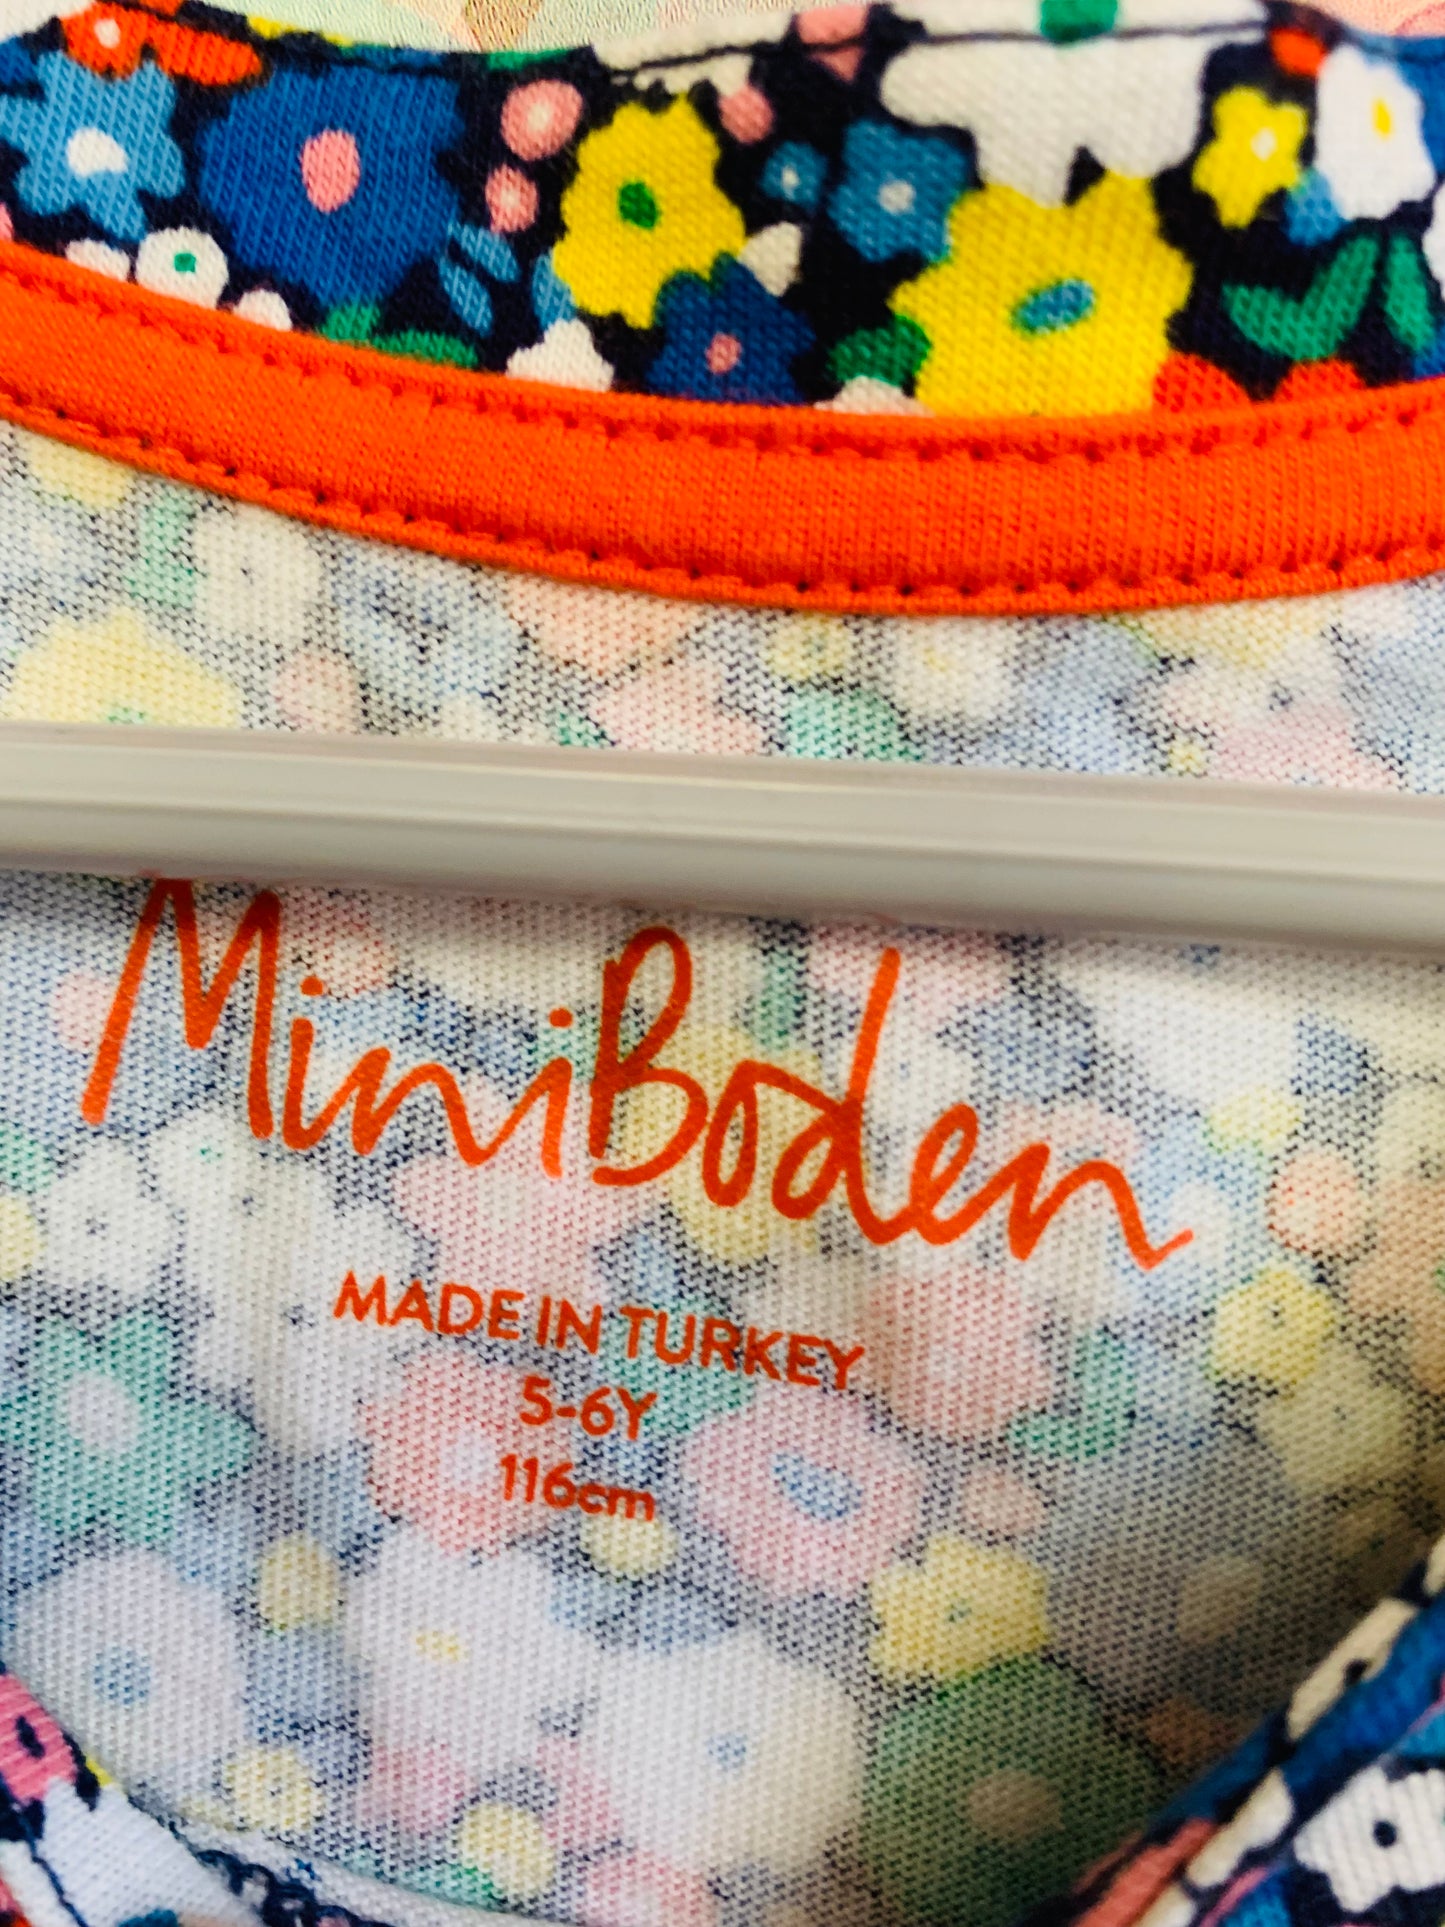 MiniBoden
MADE IN TURKEY
5-6Y
116cm